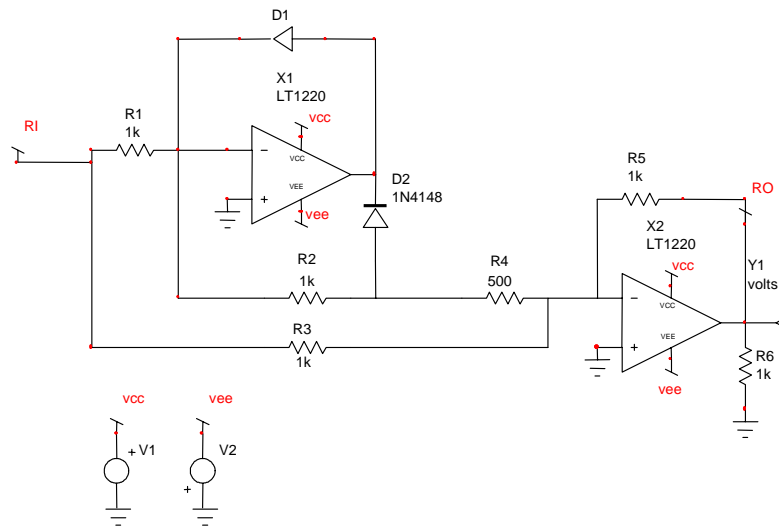 D1
X1
LT1220
R1
1k
vcc
RI
−
VCC
D2
1N4148
+
VEE
vee
R5
1k
RO
X2
LT1220
R2
1k
R4
500
vcc
Y1
volts
−
VCC
R3
1k
+
VEE
vee
R6
1k
vcc
vee
+
V1
V2
+